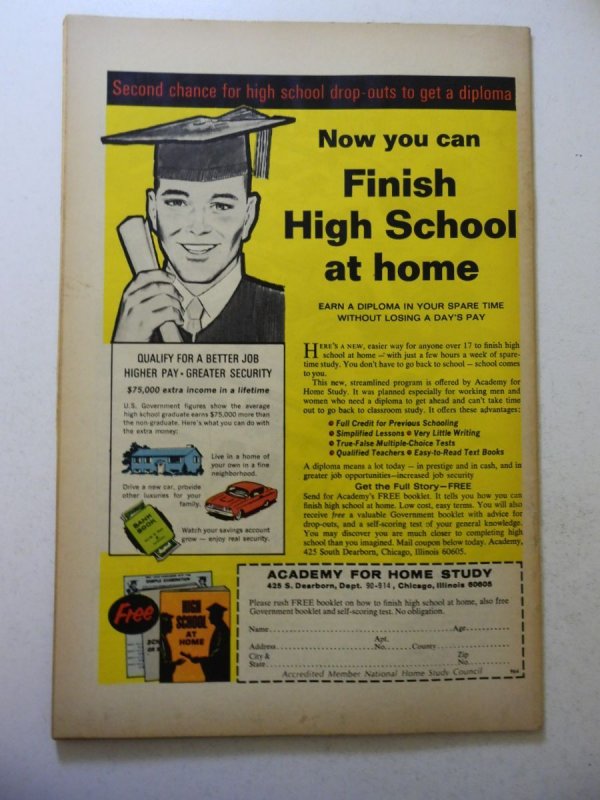 Second chance for high school drop-outs to get a diploma
Now you can
Finish
High School
at home
EARN A DIPLOMA IN YOUR SPARE TIME
WITHOUT LOSING A DAY'S PAY
HERE'S A NEW, easier way for anyone over 17 to finish high
school at home — with just a few hours a week of spare-
time study. You don't have to go back to school — school comes
to you.
This new, streamlined program is offered by Academy for
Home Study. It was planned especially for working men and
women who need a diploma to get ahead and can't take time
out to go back to classroom study. It offers these advantages:
Full Credit for Previous Schooling
Simplified Lessons • Very Little Writing
True-False Multiple-Choice Tests
Qualified Teachers • Easy-to-Read Text Books
A diploma means a lot today — in prestige and in cash, and in
greater job opportunities—increased job security
Get the Full Story—FREE
Send for Academy's FREE booklet. It tells you how you can
finish high school at home. Low cost, easy terms. You will also
receive free a valuable Government booklet with advice for
drop-outs, and a self-scoring test of your general knowledge.
You may discover you are much closer to completing high
school than you imagined. Mail coupon below today. Academy,
425 South Dearborn, Chicago, Illinois 60605.
QUALIFY FOR A BETTER JOB
HIGHER PAY • GREATER SECURITY
$75,000 extra income in a lifetime
U.S. Government figures show the average
high school graduate earns $75,000 more than
the non-graduate. Here's what you can do with
the extra money:
Live in a home of
your own in a fine
neighborhood.
Drive a new car, provide
other luxuries for your
family.
BANK
BOOK
Watch your savings account
grow — enjoy real security.
Free
SAMPLE EXAMINATION
HIGH
SCHOOL
AT
HOME
ACADEMY FOR HOME STUDY
425 S. Dearborn, Dept. 90-914, Chicago, Illinois 60605
Please rush FREE booklet on how to finish high school at home, also free
Government booklet and self-scoring test. No obligation.
Name Age
Address Apt. No. County
City & State Zip No.
Accredited Member National Home Study Council